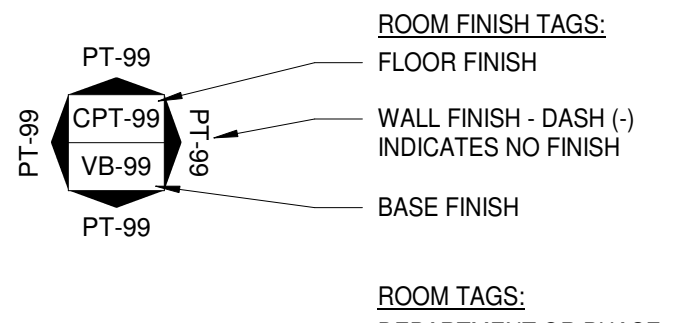 ROOM FINISH TAGS:
PT-99
FLOOR FINISH
CPT-99
PT-99
PT-99
WALL FINISH - DASH (-)
INDICATES NO FINISH
VB-99
BASE FINISH
PT-99
ROOM TAGS: